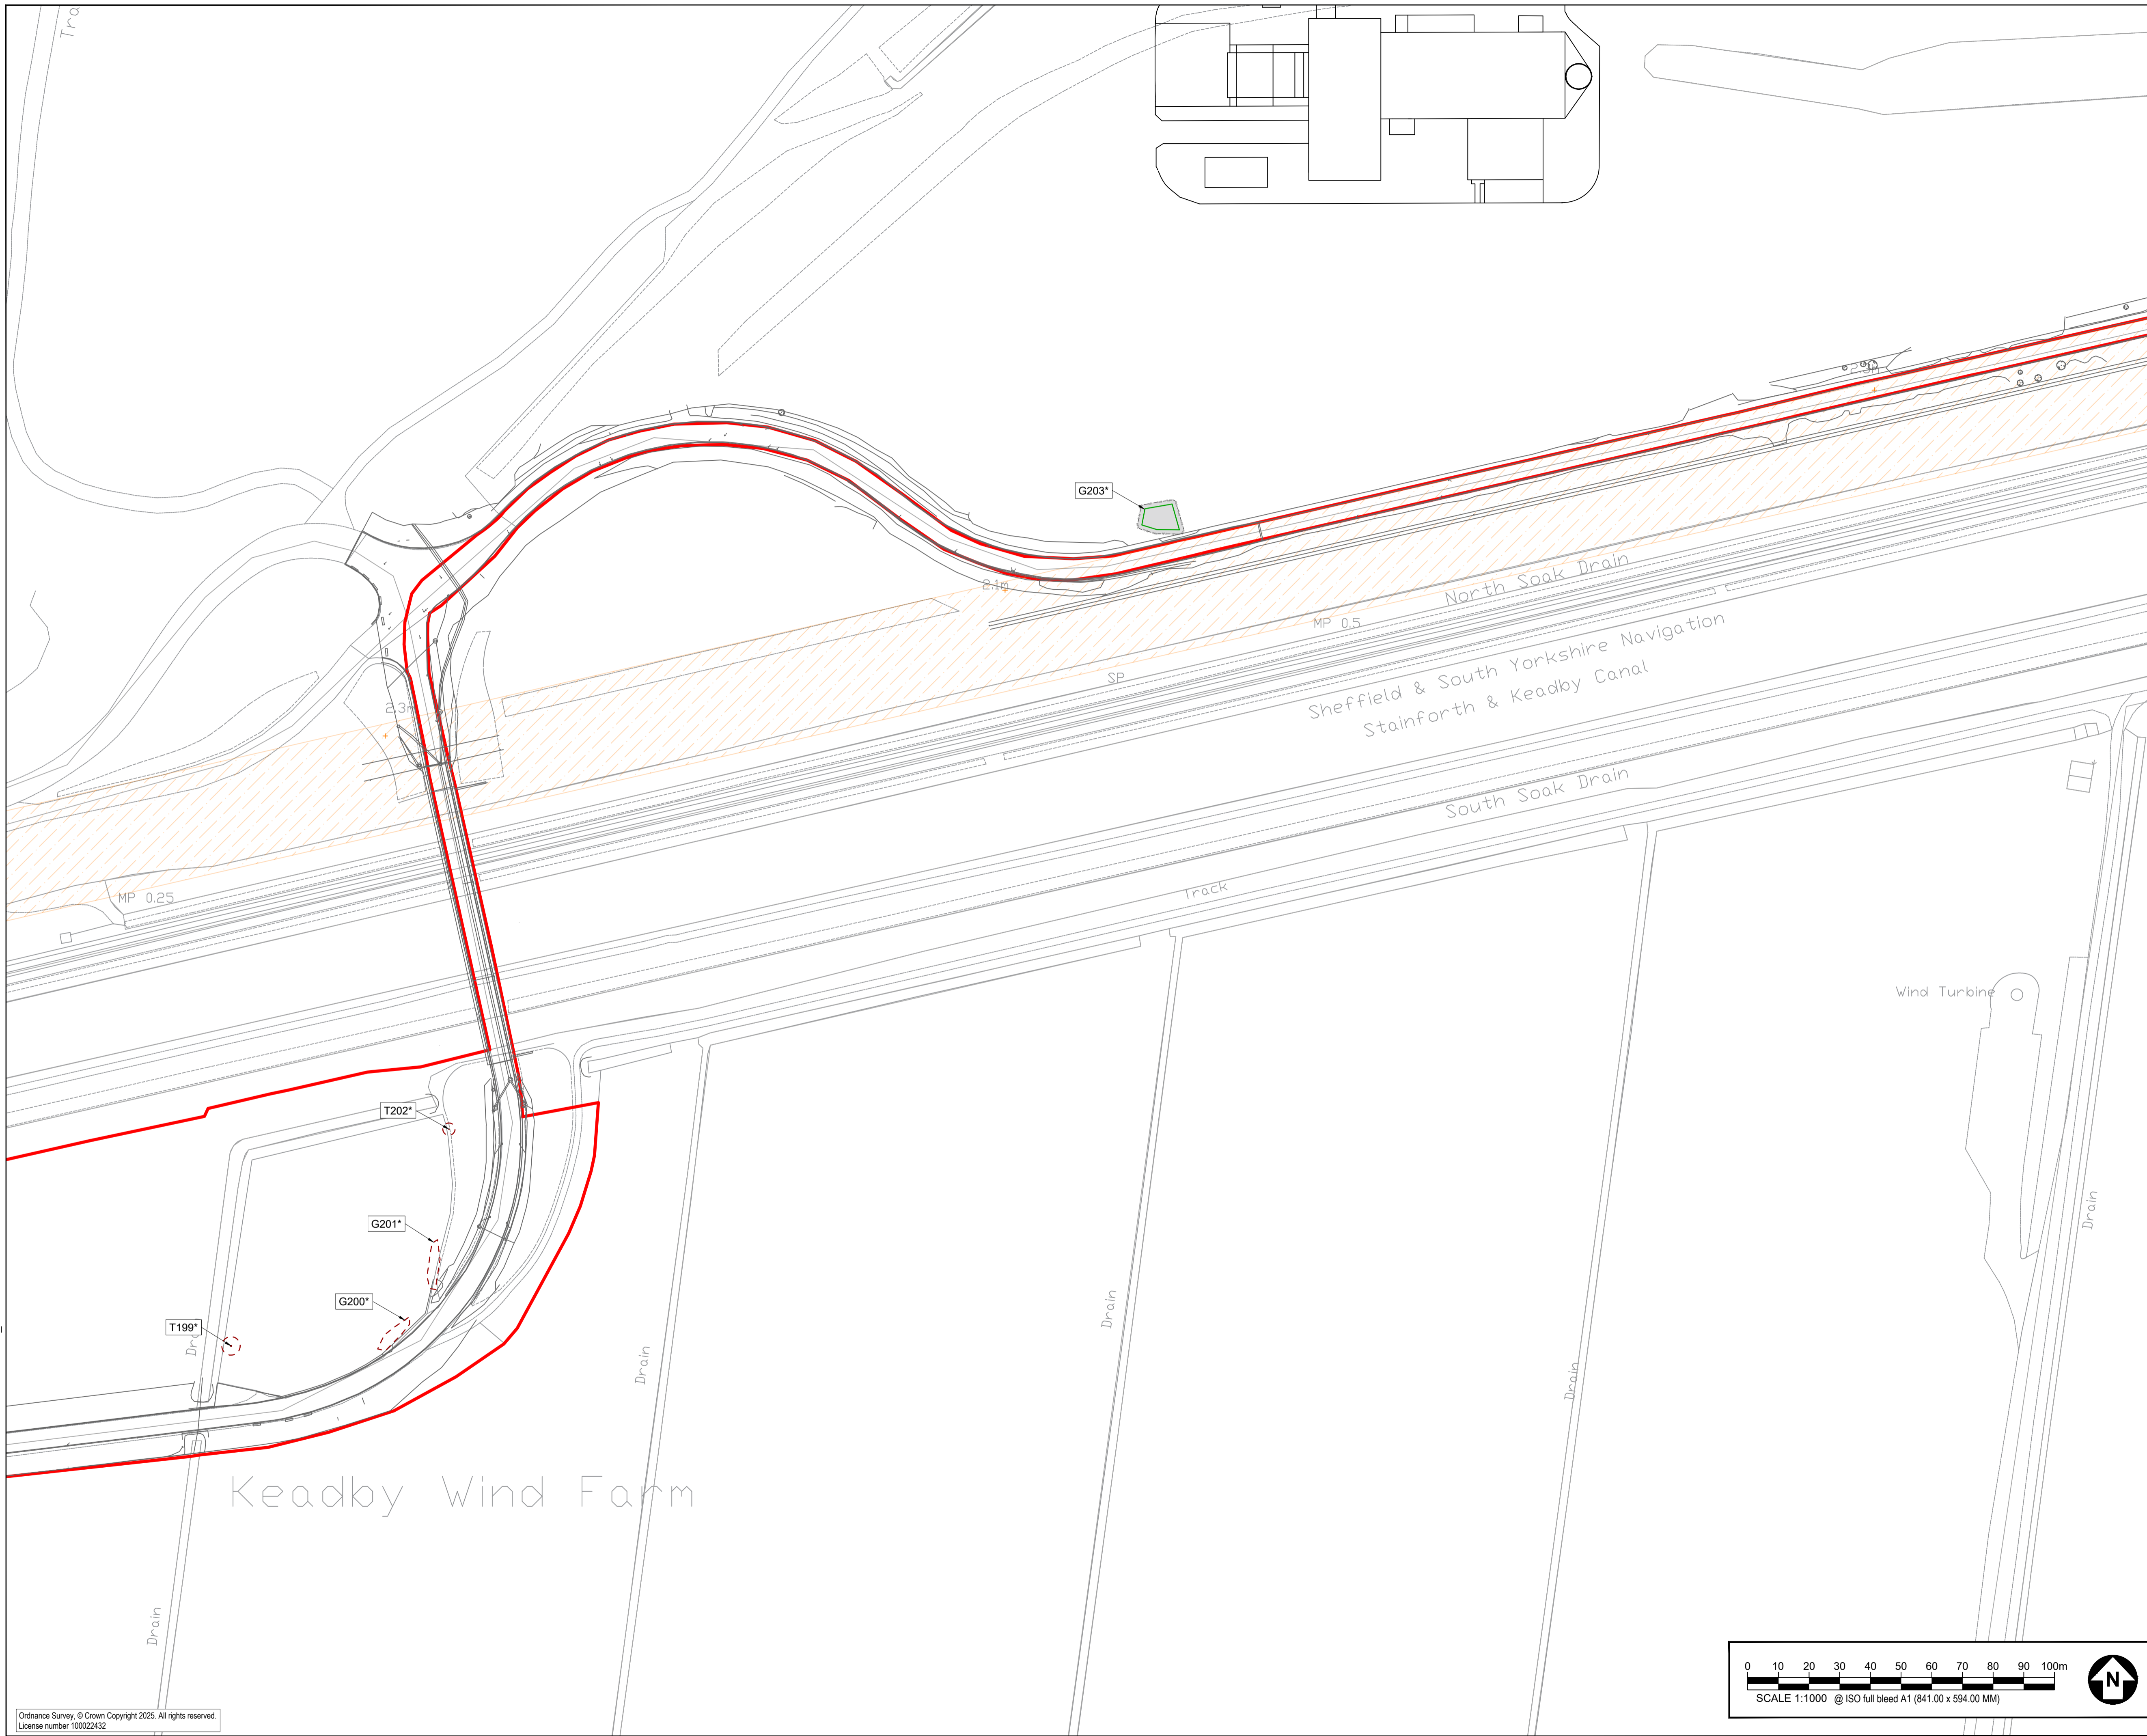 Tra
2.3m
G203*
2.1m
North Soak Drain
MP 0.5
Sheffield & South Yorkshire Navigation
Stainforth & Keadby Canal
SP
2.3m
South Soak Drain
MP 0.25
Track
Wind Turbine
T202*
G201*
Drain
G200*
T199*
Dr
Drain
Drain
Drain
Keadby Wind Farm
Drain
0 10 20 30 40 50 60 70 80 90 100m
SCALE 1:1000 @ ISO full bleed A1 (841.00 x 594.00 MM)
N
Ordnance Survey, © Crown Copyright 2025. All rights reserved.
License number 100022432